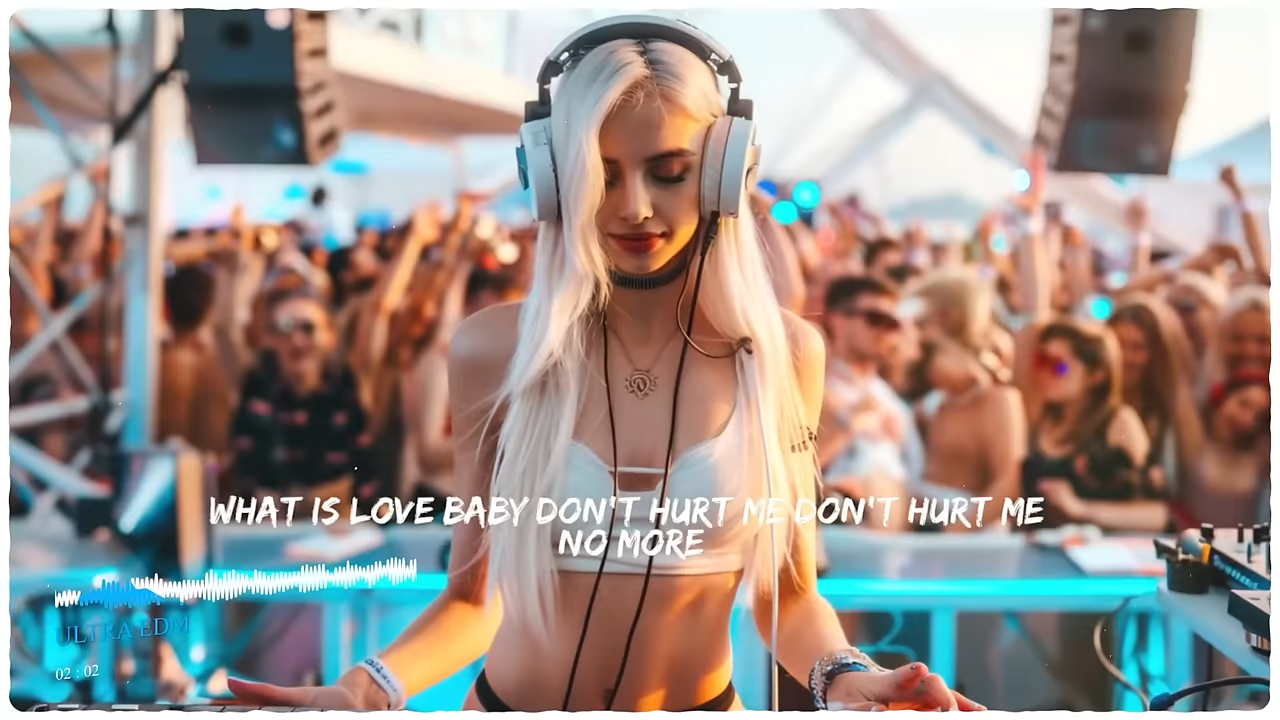 WHAT IS LOVE BABY DON'T HURT ME DON'T HURT ME
NO MORE
ULTRA EDM
02 : 02